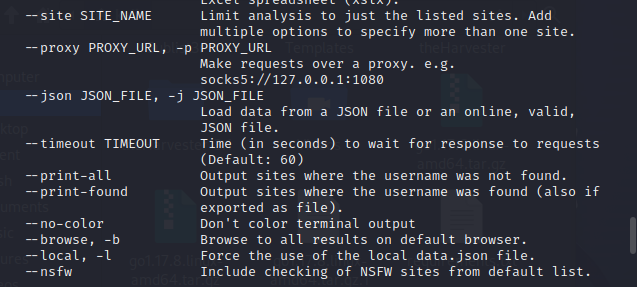 Excel spreadsheet (xslx).
--site SITE_NAME Limit analysis to just the listed sites. Add
multiple options to specify more than one site.
--proxy PROXY_URL, -p PROXY_URL
Make requests over a proxy. e.g.
socks5://127.0.0.1:1080
--json JSON_FILE, -j JSON_FILE
Load data from a JSON file or an online, valid,
JSON file.
--timeout TIMEOUT Time (in seconds) to wait for response to requests
(Default: 60)
--print-all Output sites where the username was not found.
--print-found Output sites where the username was found (also if
exported as file).
--no-color Don't color terminal output
--browse, -b Browse to all results on default browser.
--local, -l Force the use of the local data.json file.
--nsfw Include checking of NSFW sites from default list.